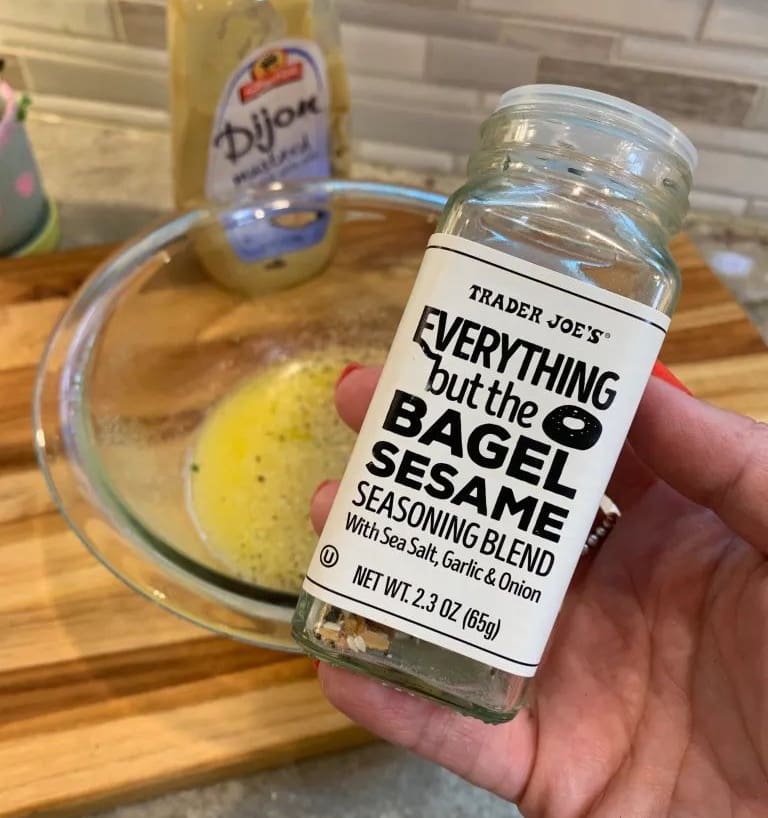 Dijon
mustard
TRADER JOE'S®
EVERYTHING
but the
BAGEL
SESAME
SEASONING BLEND
With Sea Salt, Garlic & Onion
U
NET WT. 2.3 OZ (65g)